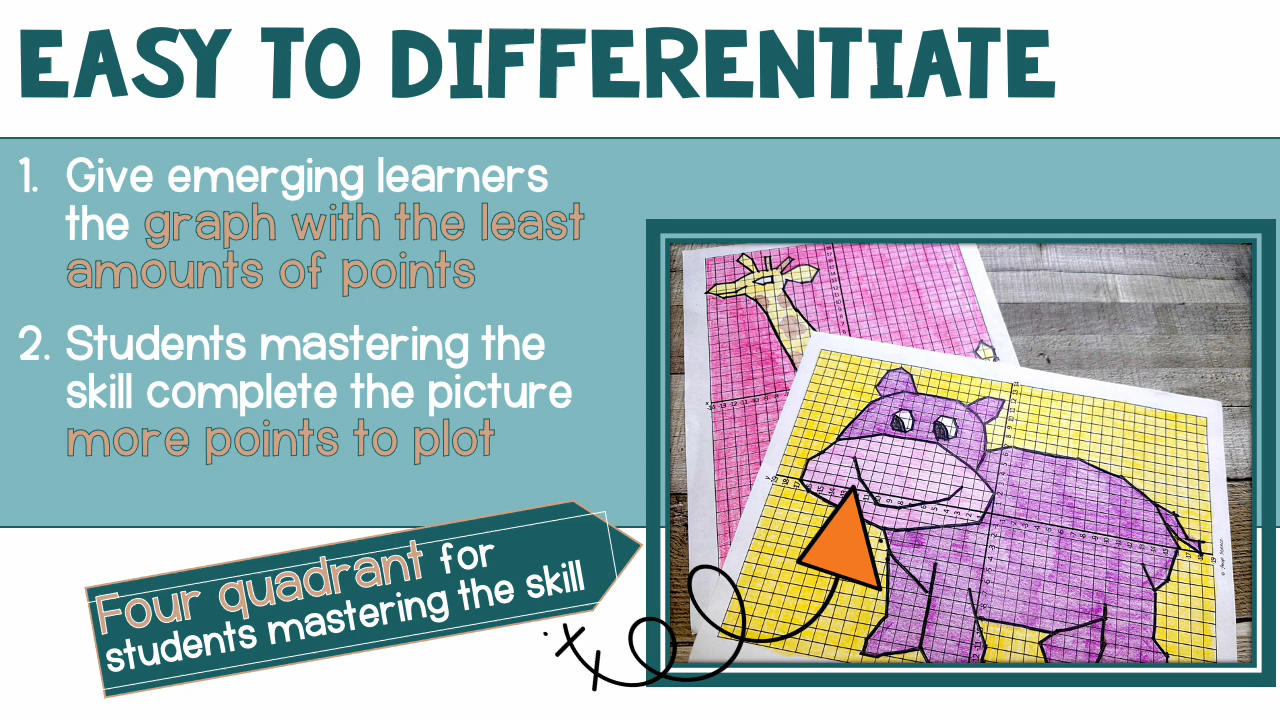 EASY TO DIFFERENTIATE
1. Give emerging learners
the graph with the least
amounts of points
2. Students mastering the
skill complete the picture
more points to plot
Four quadrant for
students mastering the skill